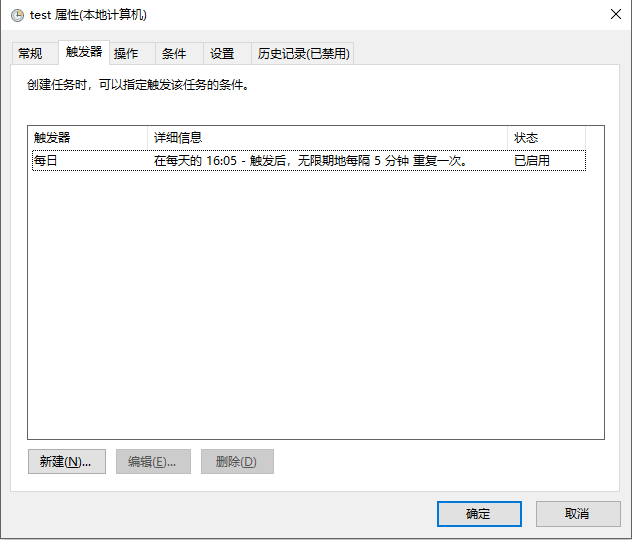 test 属性(本地计算机)
常规 触发器 操作 条件 设置 历史记录(已禁用)
创建任务时，可以指定触发该任务的条件。
触发器 详细信息 状态
每日 在每天的 16:05 - 触发后，无限期地每隔 5 分钟 重复一次。 已启用
新建(N)... 编辑(E)... 删除(D)
确定 取消